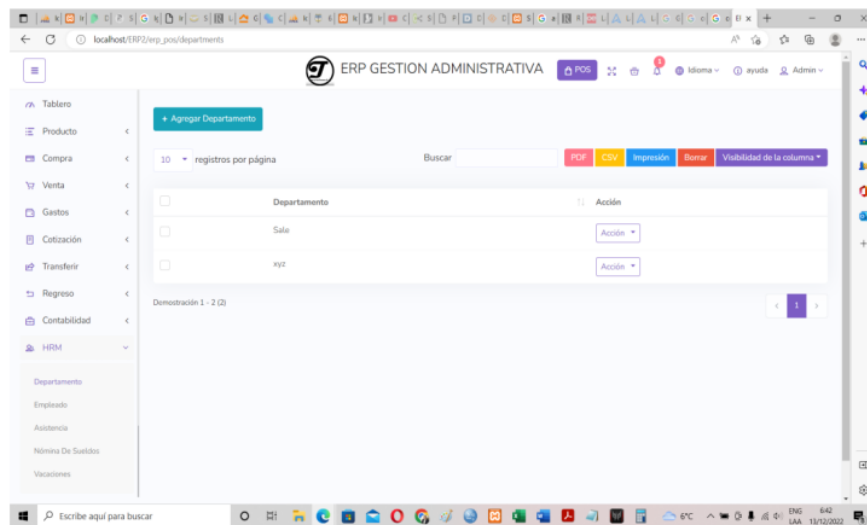 localhost/ERP2/erp_pos/departments
ERP GESTION ADMINISTRATIVA
POS
1
Idioma
ayuda
Admin
Tablero
Producto
Compra
Venta
Gastos
Cotización
Transferir
Regreso
Contabilidad
HRM
Departamento
Empleado
Asistencia
Nómina De Sueldos
Vacaciones
+ Agregar Departamento
10 registros por página
Buscar
PDF CSV Impresión Borrar Visibilidad de la columna
Departamento Acción
Sale Acción
xyz Acción
Demostración 1 - 2 (2)
< 1 >
Escribe aquí para buscar
6°C
ENG 6:42
LAA 13/12/2022